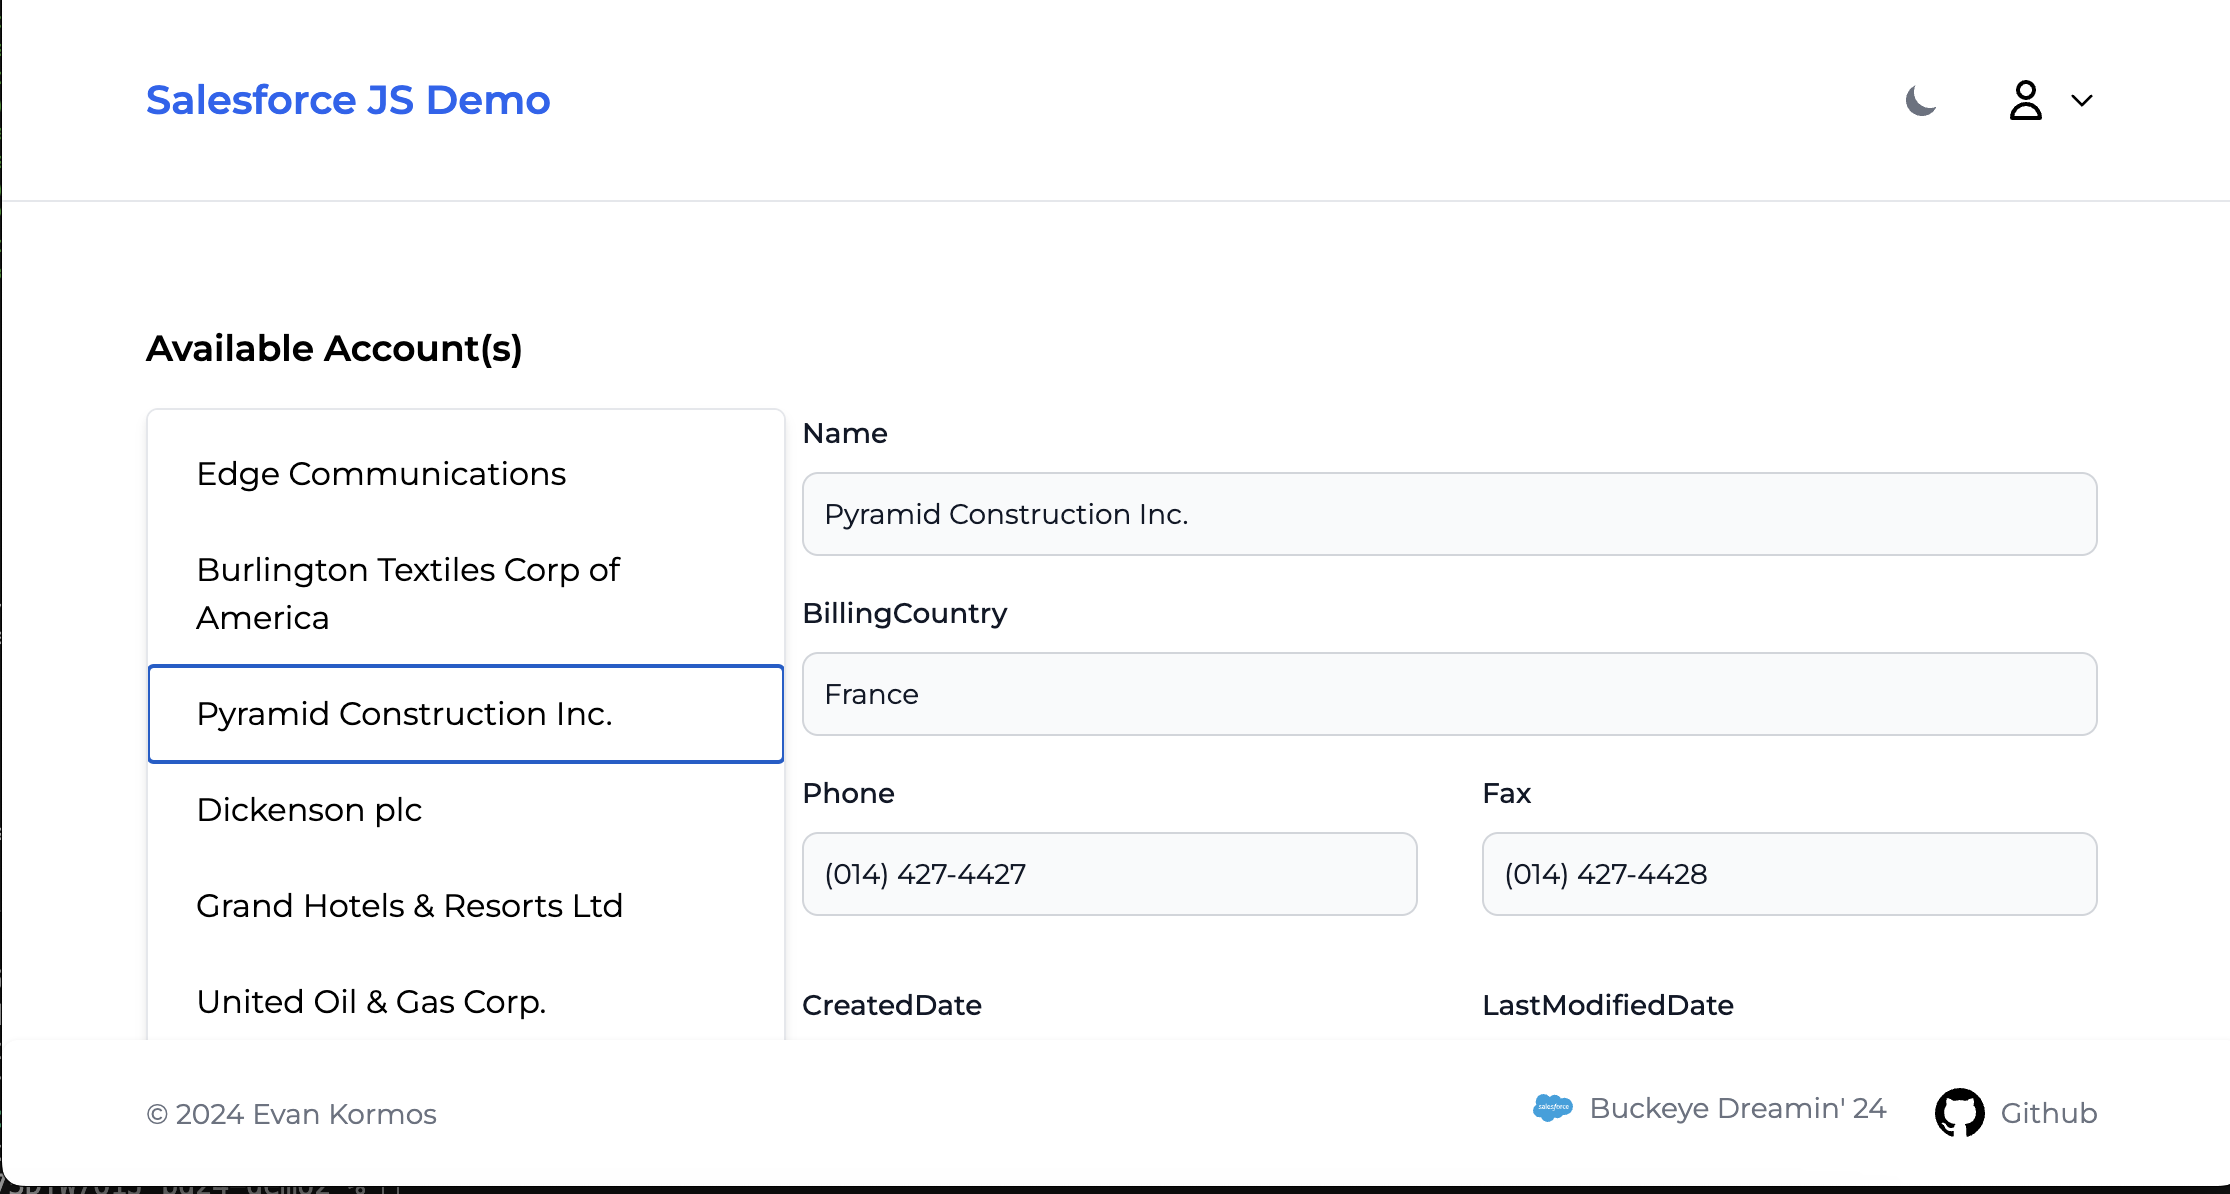 Salesforce JS Demo
Available Account(s)
Edge Communications
Burlington Textiles Corp of
America
Pyramid Construction Inc.
Dickenson plc
Grand Hotels & Resorts Ltd
United Oil & Gas Corp.
Name
Pyramid Construction Inc.
BillingCountry
France
Phone
(014) 427-4427
Fax
(014) 427-4428
CreatedDate
LastModifiedDate
© 2024 Evan Kormos
salesforce
Buckeye Dreamin' 24
Github